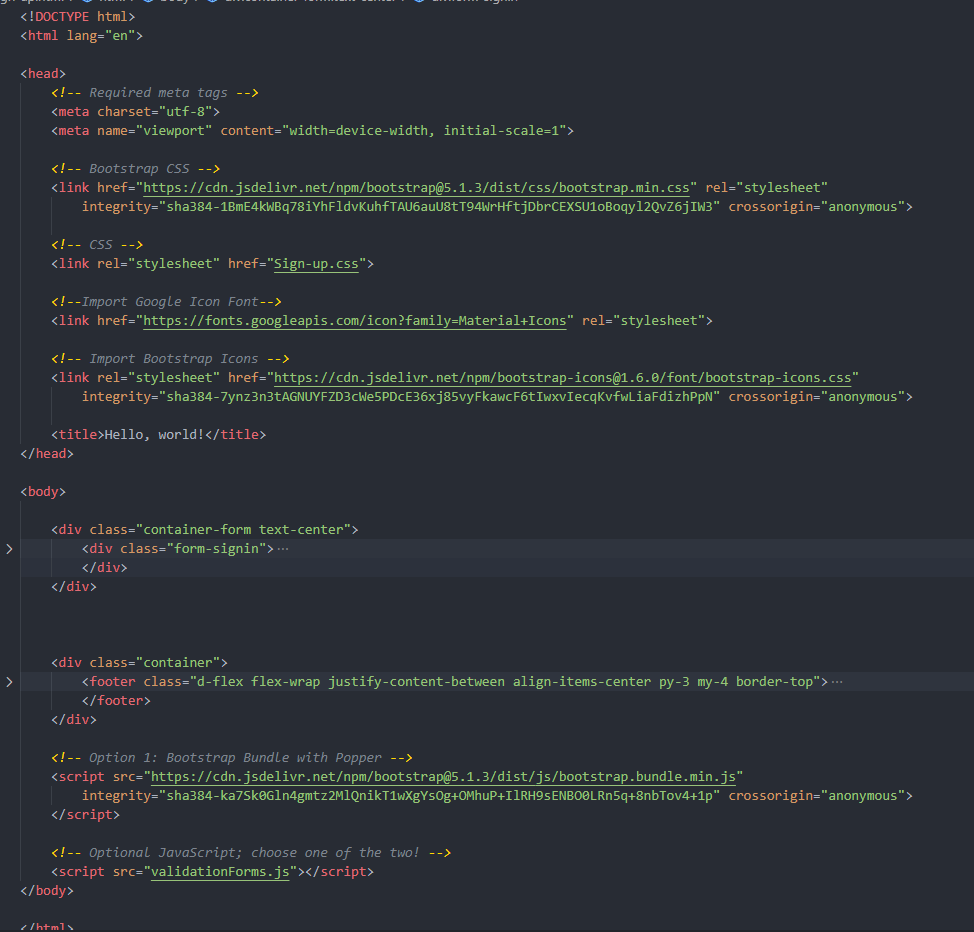 <!DOCTYPE html>
<html lang="en">
<head>
<!-- Required meta tags -->
<meta charset="utf-8">
<meta name="viewport" content="width=device-width, initial-scale=1">
<!-- Bootstrap CSS -->
<link href="https://cdn.jsdelivr.net/npm/bootstrap@5.1.3/dist/css/bootstrap.min.css" rel="stylesheet"
integrity="sha384-1BmE4kWBq78iYhFldvKuhfTAU6auU8tT94WrHftjDbrCEXSU1oBoqyl2QvZ6jIW3" crossorigin="anonymous">
<!-- CSS -->
<link rel="stylesheet" href="Sign-up.css">
<!--Import Google Icon Font-->
<link href="https://fonts.googleapis.com/icon?family=Material+Icons" rel="stylesheet">
<!-- Import Bootstrap Icons -->
<link rel="stylesheet" href="https://cdn.jsdelivr.net/npm/bootstrap-icons@1.6.0/font/bootstrap-icons.css"
integrity="sha384-7ynz3n3tAGNUYFZD3cWe5PDcE36xj85vyFkawcF6tIwxvIecqKvfwLiaFdizhPpN" crossorigin="anonymous">
<title>Hello, world!</title>
</head>
<body>
<div class="container-form text-center">
<div class="form-signin">…
</div>
</div>
<div class="container">
<footer class="d-flex flex-wrap justify-content-between align-items-center py-3 my-4 border-top">…
</footer>
</div>
<!-- Option 1: Bootstrap Bundle with Popper -->
<script src="https://cdn.jsdelivr.net/npm/bootstrap@5.1.3/dist/js/bootstrap.bundle.min.js"
integrity="sha384-ka7Sk0Gln4gmtz2MlQnikT1wXgYsOg+OMhuP+IlRH9sENBO0LRn5q+8nbTov4+1p" crossorigin="anonymous">
</script>
<!-- Optional JavaScript; choose one of the two! -->
<script src="validationForms.js"></script>
</body>
</html>